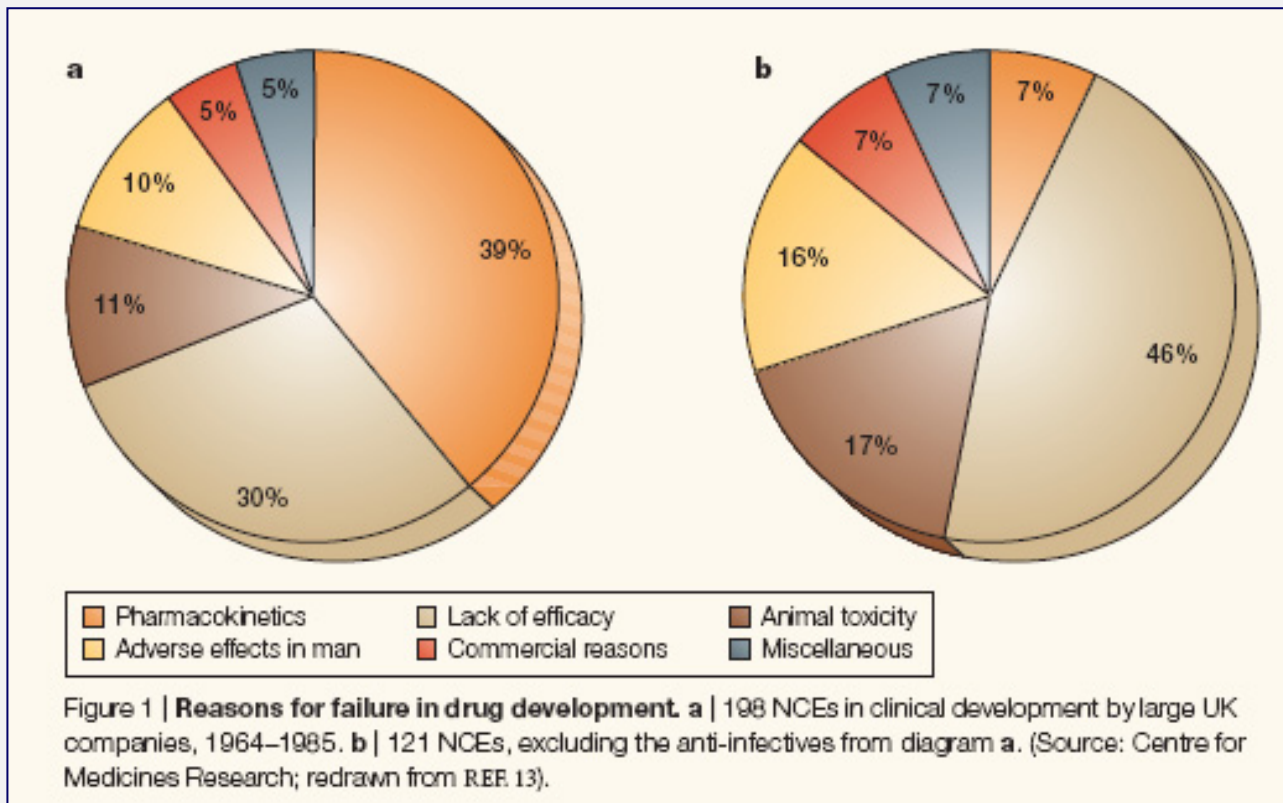 a
5%
5%
10%
39%
11%
30%
b
7%
7%
7%
16%
46%
17%
Pharmacokinetics Lack of efficacy Animal toxicity
Adverse effects in man Commercial reasons Miscellaneous
Figure 1 | Reasons for failure in drug development. a | 198 NCEs in clinical development by large UK
companies, 1964–1985. b | 121 NCEs, excluding the anti-infectives from diagram a. (Source: Centre for
Medicines Research; redrawn from REF. 13).